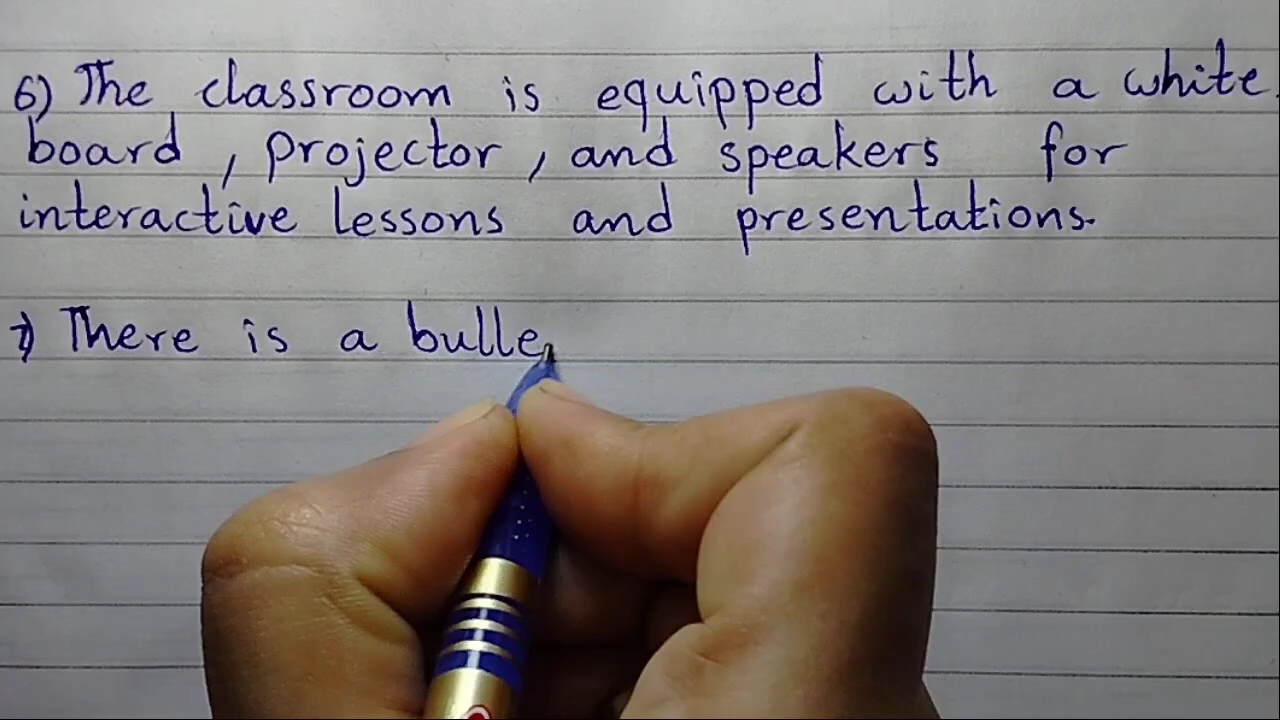 6) The classroom is equipped with a white
board, projector, and speakers for
interactive lessons and presentations.
7) There is a bulle